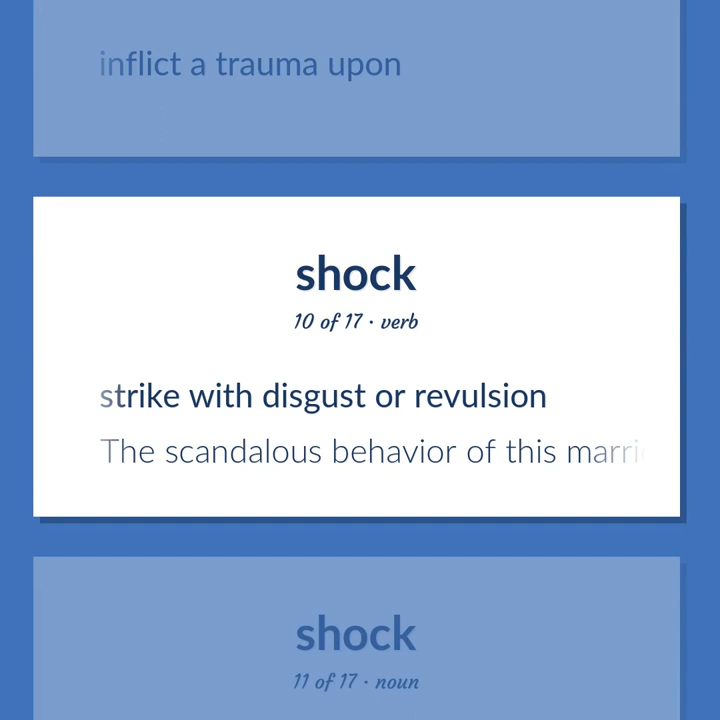 inflict a trauma upon
shock
10 of 17 · verb
strike with disgust or revulsion
The scandalous behavior of this
shock
11 of 17 · noun